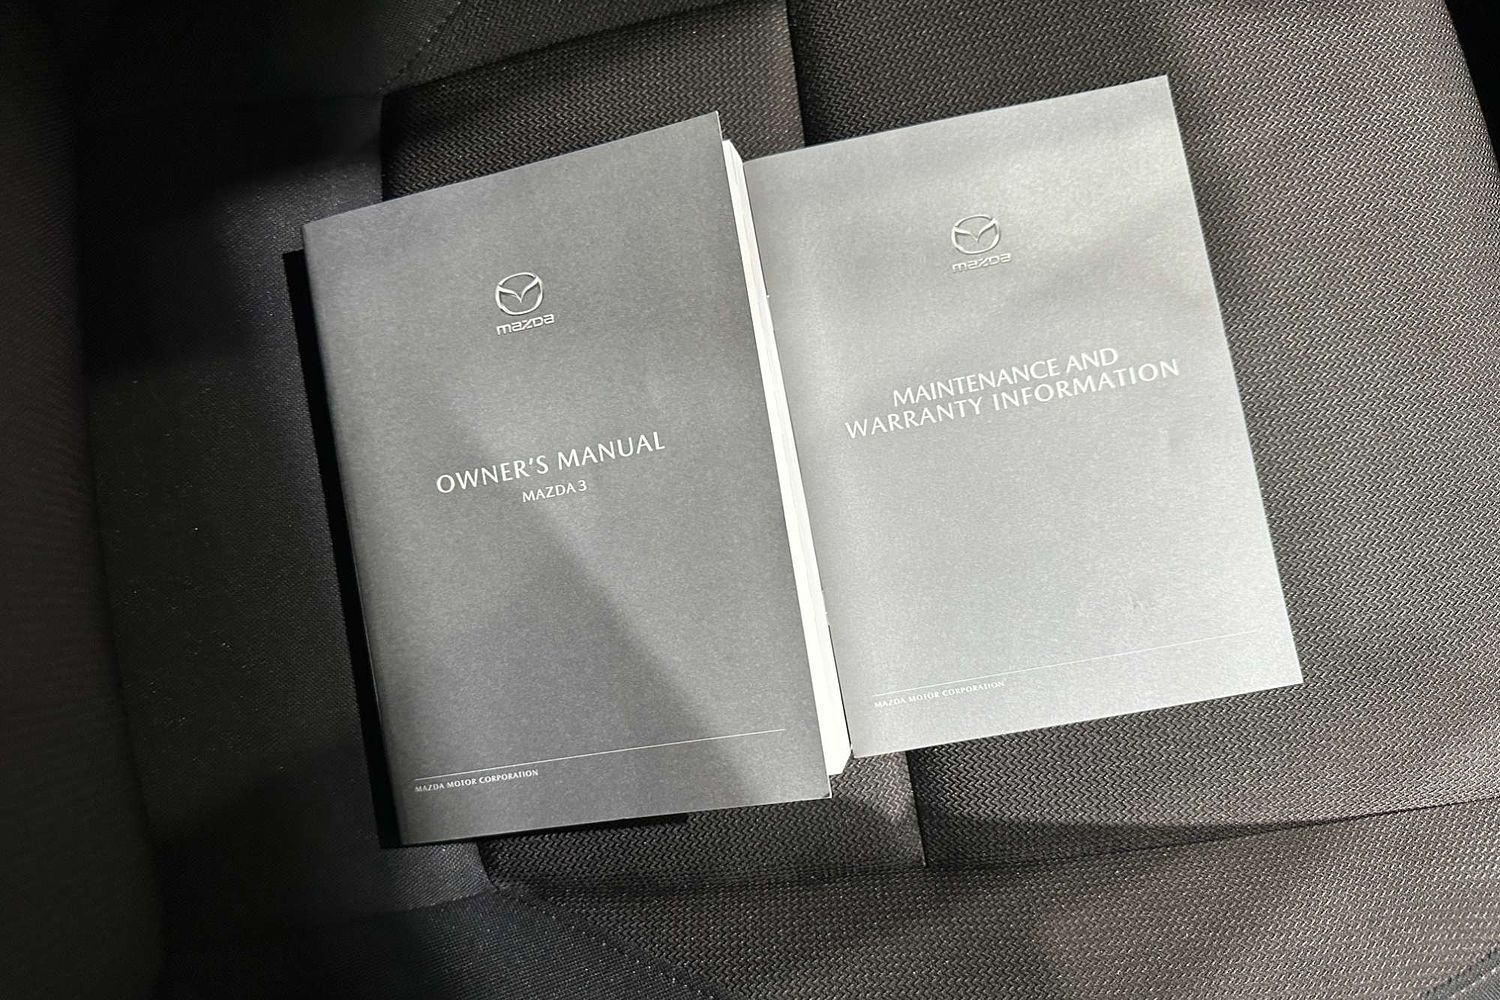 mazda
OWNER'S MANUAL
MAZDA 3
MAZDA MOTOR CORPORATION
mazda
MAINTENANCE AND
WARRANTY INFORMATION
MAZDA MOTOR CORPORATION